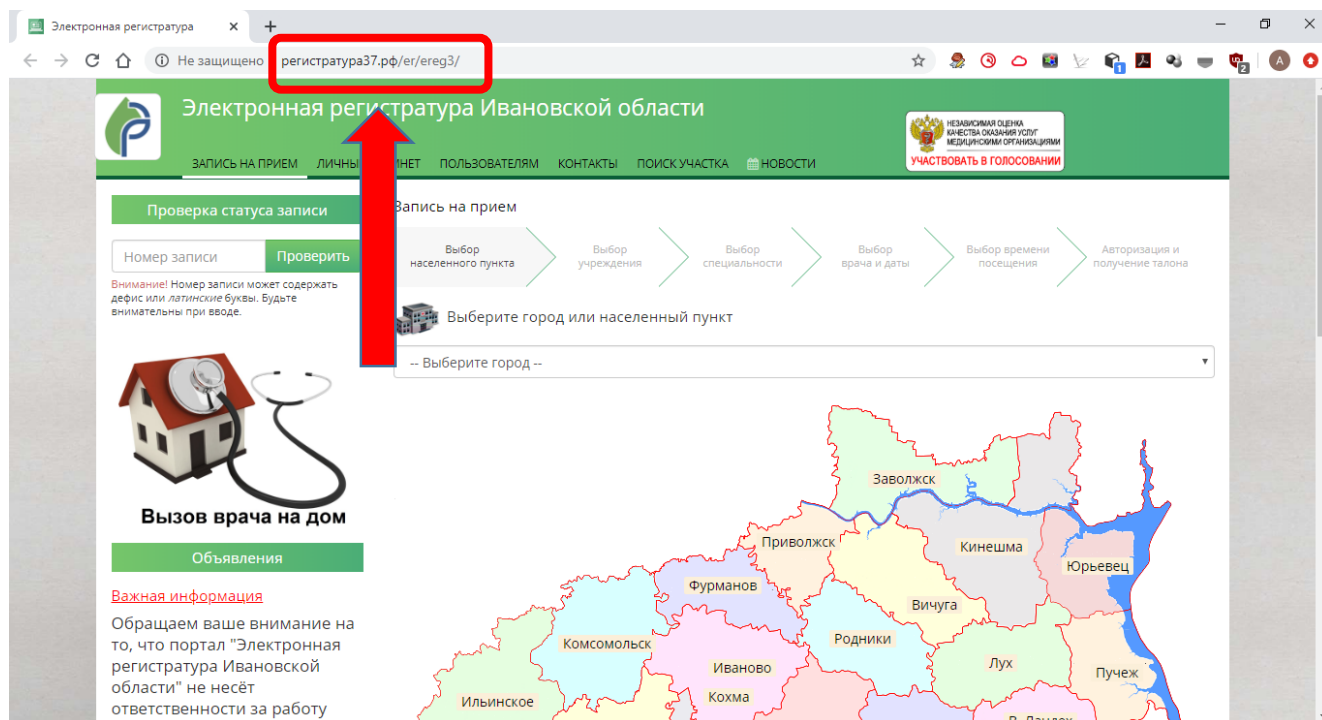 Электронная регистратура
Не защищено
регистратура37.рф/er/ereg3/
1
2
A
Электронная регистратура Ивановской области
НЕЗАВИСИМАЯ ОЦЕНКА
КАЧЕСТВА ОКАЗАНИЯ УСЛУГ
МЕДИЦИНСКИМИ ОРГАНИЗАЦИЯМИ
УЧАСТВОВАТЬ В ГОЛОСОВАНИИ
ЗАПИСЬ НА ПРИЕМ ПОЛЬЗОВАТЕЛЯМ КОНТАКТЫ ПОИСК УЧАСТКА НОВОСТИ
Проверка статуса записи
Номер записи
Проверить
Внимание! Номер записи может содержать
дефис или латинские буквы. Будьте
внимательны при вводе.
Вызов врача на дом
Объявления
Важная информация
Обращаем ваше внимание на
то, что портал "Электронная
регистратура Ивановской
области" не несёт
ответственности за работу
Запись на прием
Выбор
населенного пункта
Выбор
учреждения
Выбор
специальности
Выбор
врача и даты
Выбор времени
посещения
Авторизация и
получение талона
Выберите город или населенный пункт
-- Выберите город --
Заволжск
Приволжск
Кинешма
Юрьевец
Фурманов
Вичуга
Комсомольск
Родники
Лух
Иваново
Пучеж
Ильинское
Кохма